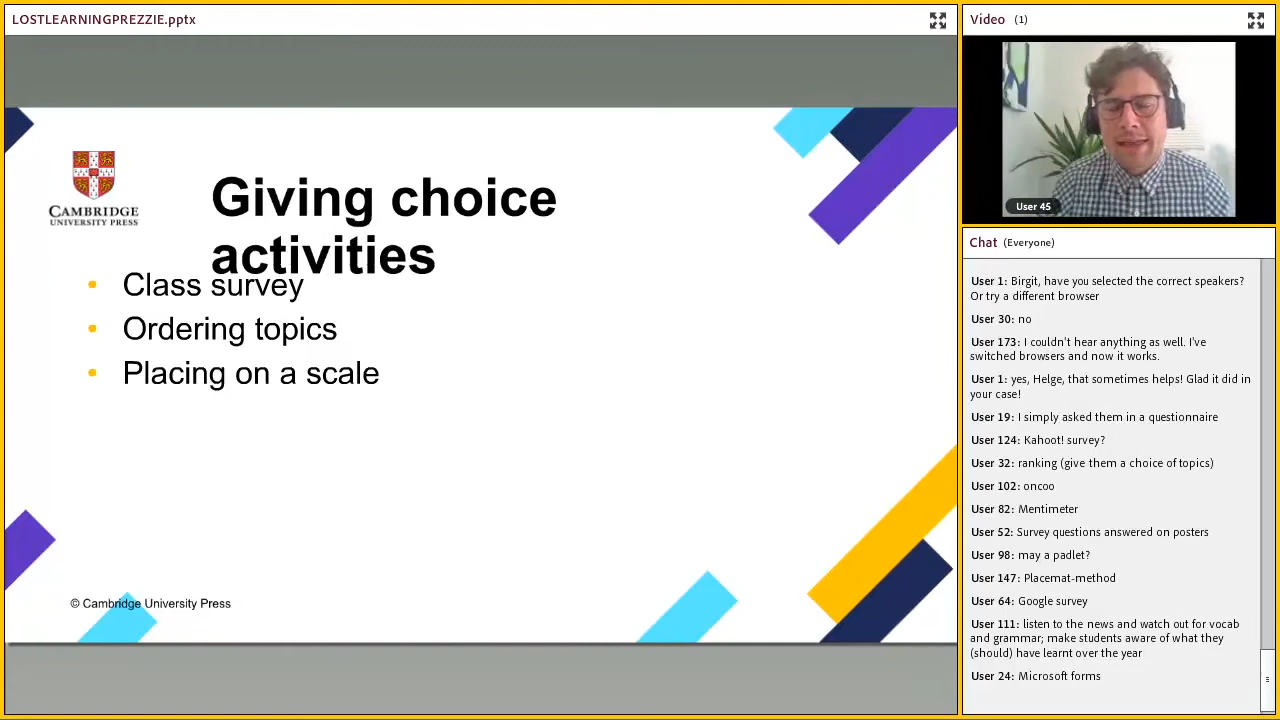 LOSTLEARNINGPREZZIE.pptx
CAMBRIDGE
UNIVERSITY PRESS
Giving choice
activities
• Class survey
• Ordering topics
• Placing on a scale
© Cambridge University Press
Video (1)
User 45
Chat (Everyone)
User 1: Birgit, have you selected the correct speakers?
Or try a different browser
User 30: no
User 173: I couldn't hear anything as well. I've
switched browsers and now it works.
User 1: yes, Helge, that sometimes helps! Glad it did in
your case!
User 19: I simply asked them in a questionnaire
User 124: Kahoot! survey?
User 32: ranking (give them a choice of topics)
User 102: oncoo
User 82: Mentimeter
User 52: Survey questions answered on posters
User 98: may a padlet?
User 147: Placemat-method
User 64: Google survey
User 111: listen to the news and watch out for vocab
and grammar; make students aware of what they
(should) have learnt over the year
User 24: Microsoft forms